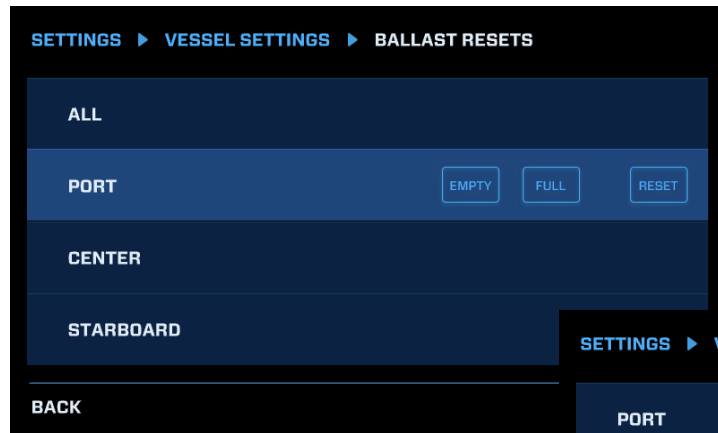 SETTINGS ▶ VESSEL SETTINGS ▶ BALLAST RESETS
ALL
PORT EMPTY FULL RESET
CENTER
STARBOARD
BACK
SETTINGS ▶
PORT